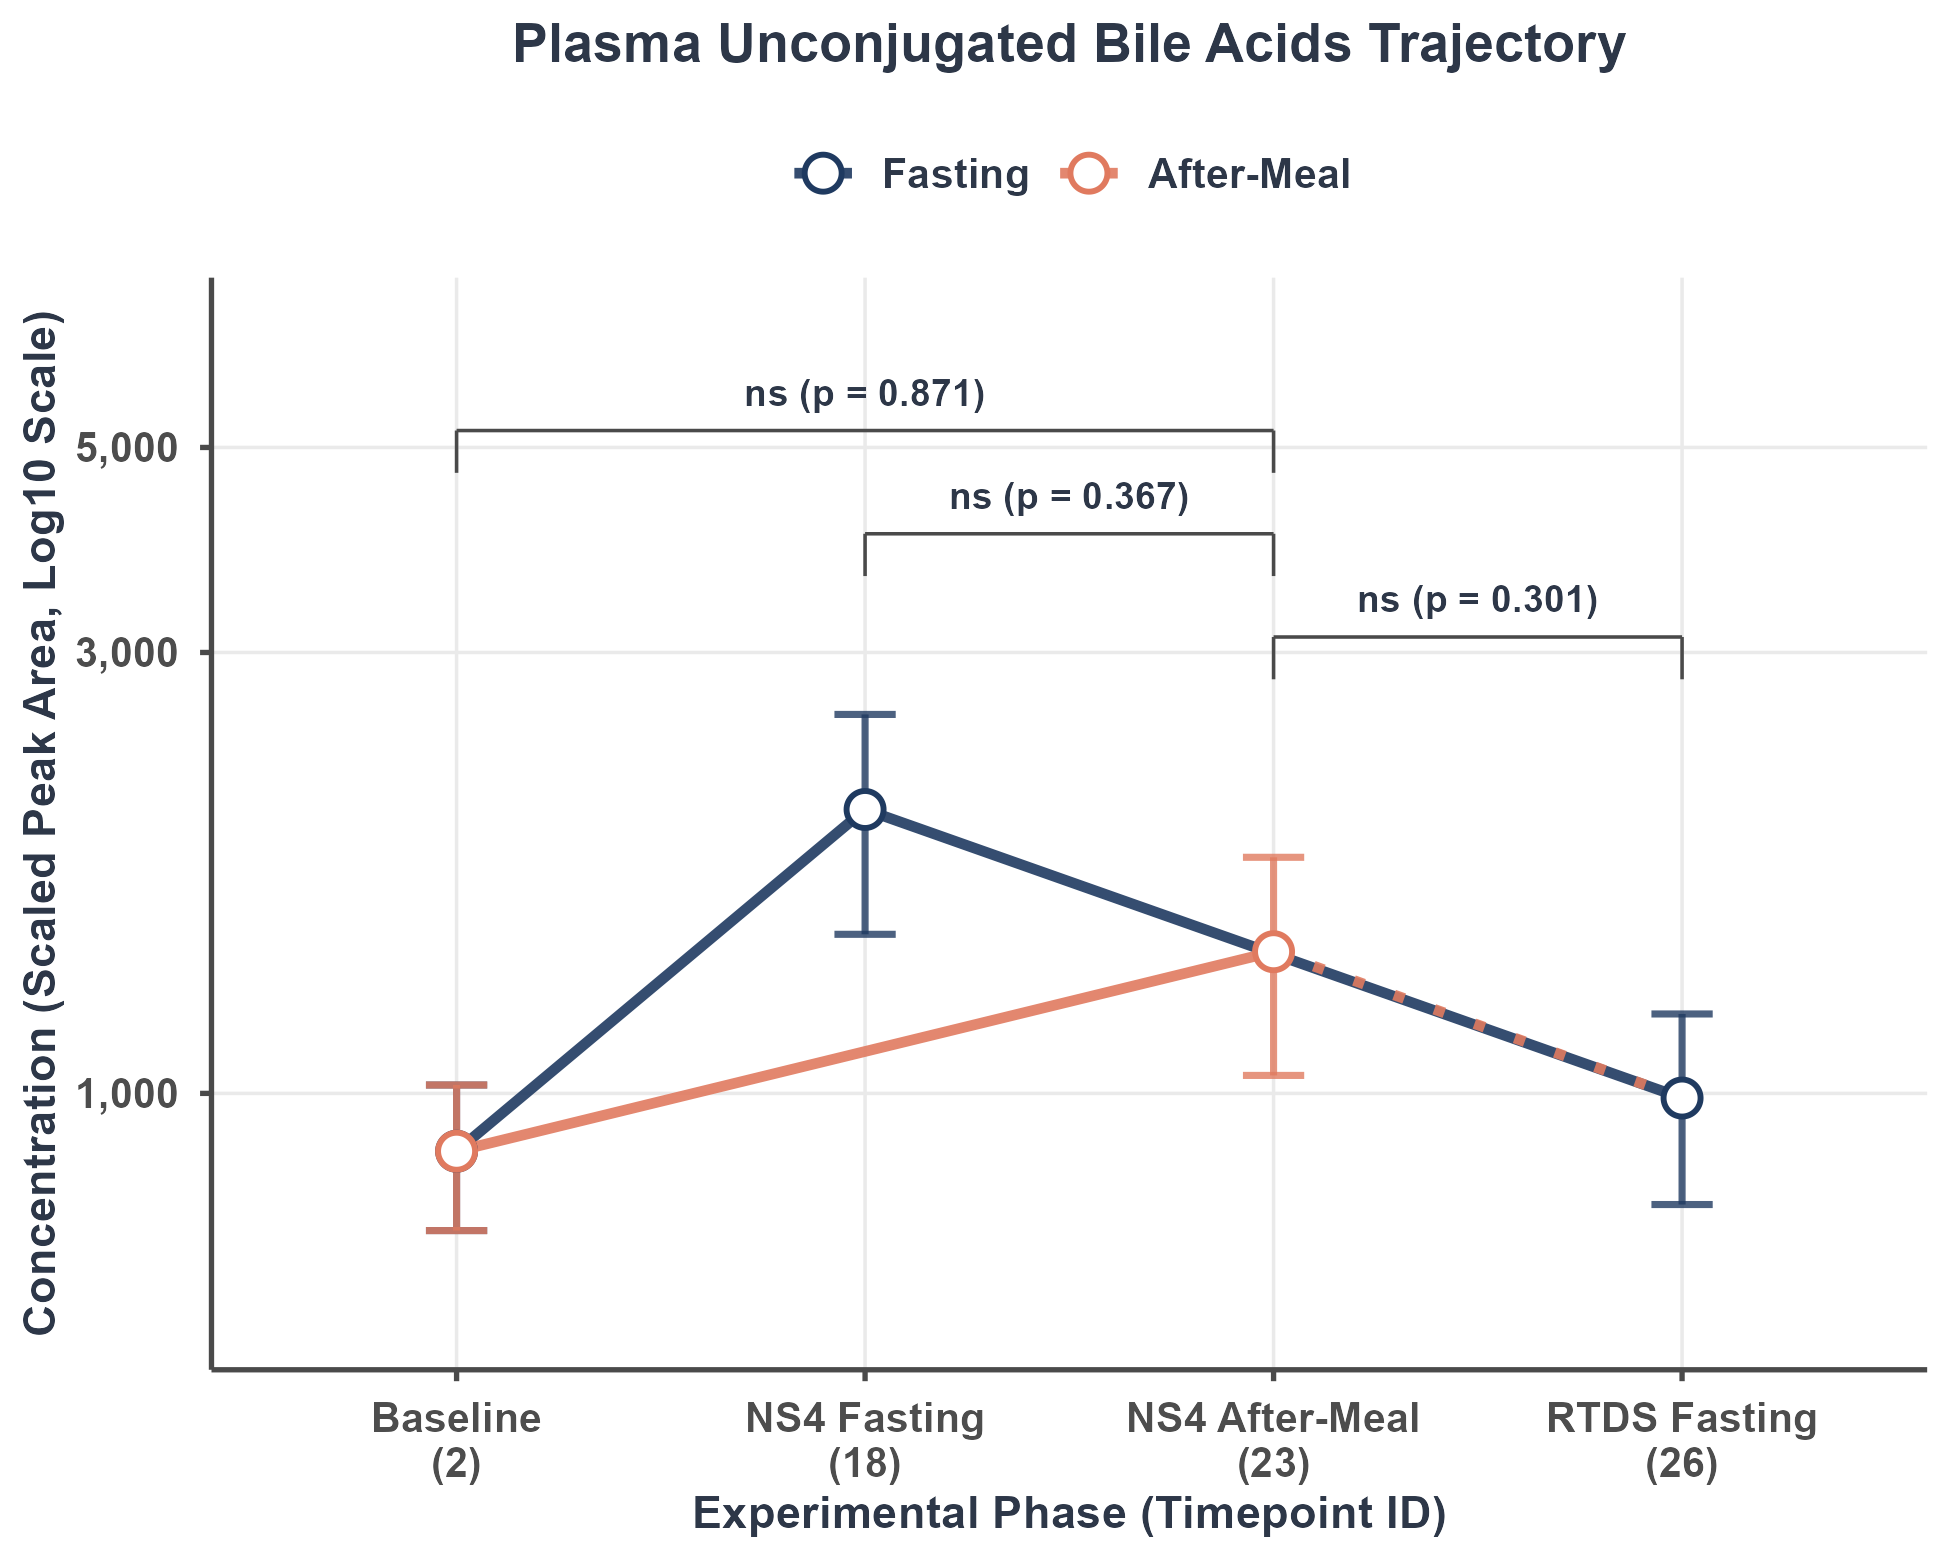 Plasma Unconjugated Bile Acids Trajectory
Fasting
After-Meal
Concentration (Scaled Peak Area, Log10 Scale)
5,000
3,000
1,000
ns (p = 0.871)
ns (p = 0.367)
ns (p = 0.301)
Baseline
(2)
NS4 Fasting
(18)
NS4 After-Meal
(23)
RTDS Fasting
(26)
Experimental Phase (Timepoint ID)